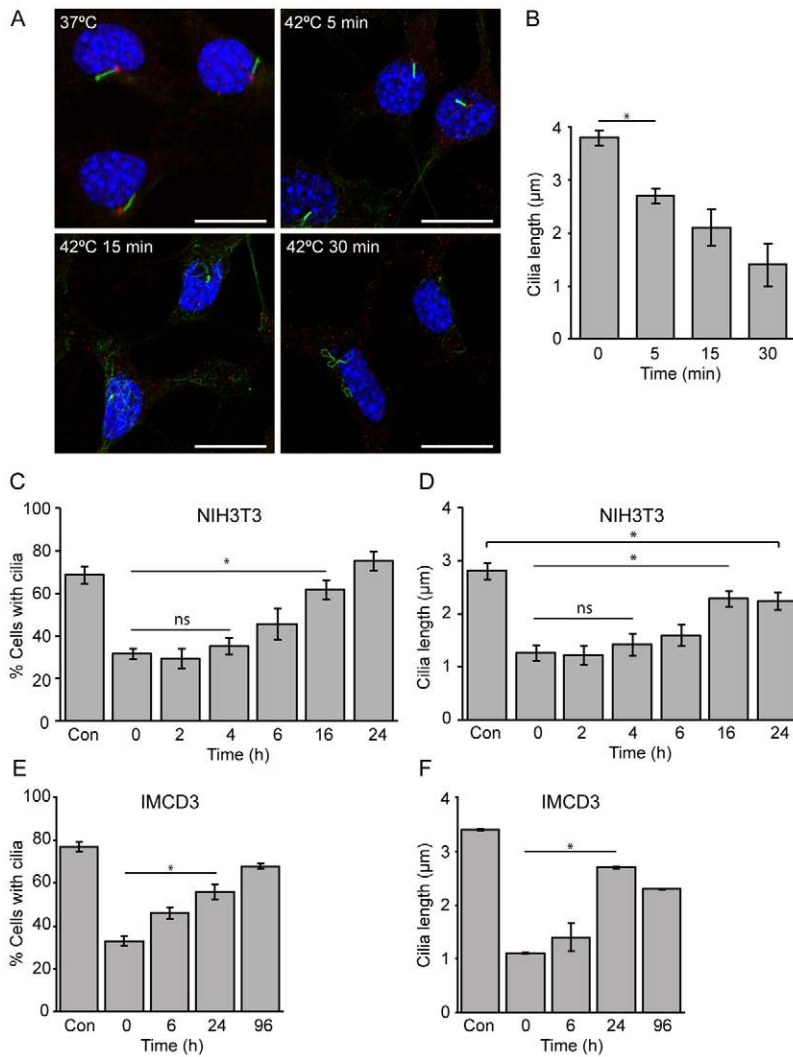 A
37ºC
42ºC 5 min
42ºC 15 min
42ºC 30 min
B
*
Cilia length (µm)
4
3
2
1
0
0 5 15 30
Time (min)
C
NIH3T3
% Cells with cilia
100
80
60
40
20
0
*
ns
Con 0 2 4 6 16 24
Time (h)
D
NIH3T3
Cilia length (µm)
4
3
2
1
0
*
*
ns
Con 0 2 4 6 16 24
Time (h)
E
IMCD3
% Cells with cilia
100
80
60
40
20
0
*
Con 0 6 24 96
Time (h)
F
IMCD3
Cilia length (µm)
4
3
2
1
0
*
Con 0 6 24 96
Time (h)